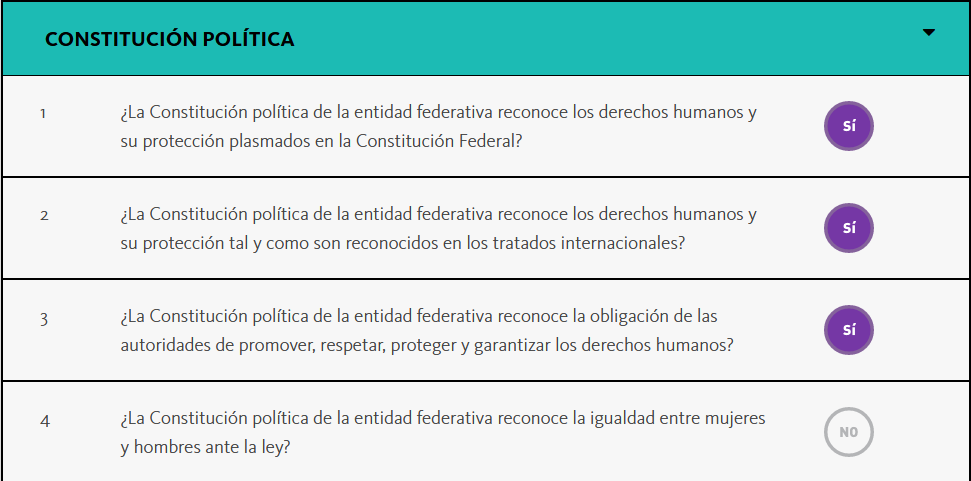 CONSTITUCIÓN POLÍTICA
1 ¿La Constitución política de la entidad federativa reconoce los derechos humanos y
su protección plasmados en la Constitución Federal?
Sí
2 ¿La Constitución política de la entidad federativa reconoce los derechos humanos y
su protección tal y como son reconocidos en los tratados internacionales?
Sí
3 ¿La Constitución política de la entidad federativa reconoce la obligación de las
autoridades de promover, respetar, proteger y garantizar los derechos humanos?
Sí
4 ¿La Constitución política de la entidad federativa reconoce la igualdad entre mujeres
y hombres ante la ley?
NO